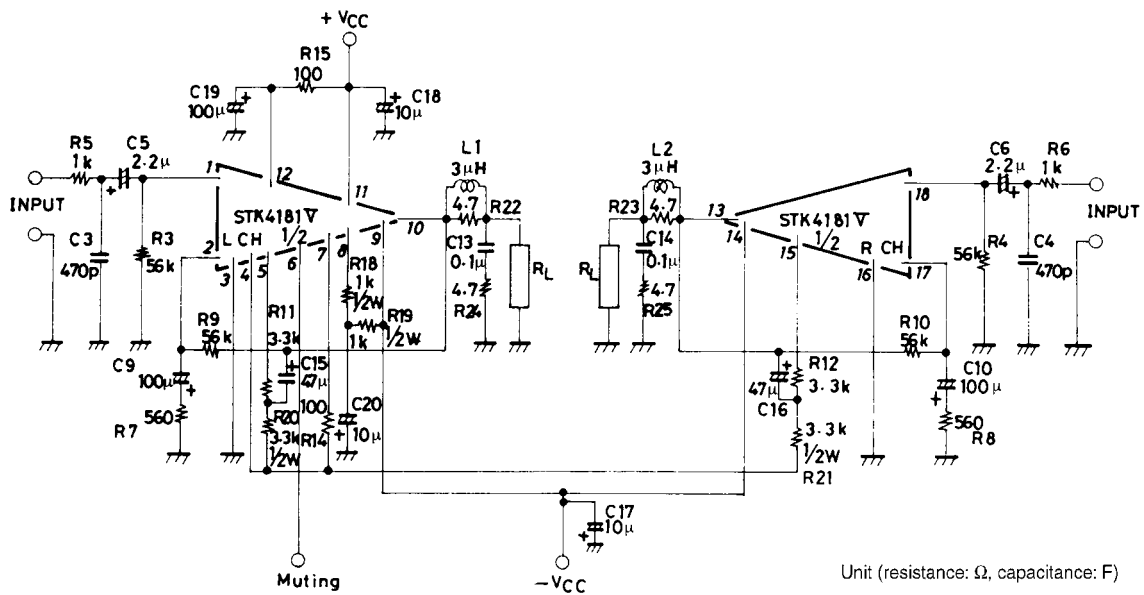 + VCC
R15
100
C19
100µ
C18
10µ
R5
1k
C5
2.2µ
1
12
11
L1
3µH
L2
3µH
C6
2.2µ
R6
1k
INPUT
C3
470p
R3
56k
2
L CH
STK4181V
1/2
3
4
5
6
7
8
9
10
4.7
R22
C13
0.1µ
4.7
R24
RL
R23
4.7
C14
0.1µ
4.7
R25
RL
13
14
STK4181V
1/2
15
R CH
16
17
18
R4
56k
C4
470p
INPUT
R18
1k
1/2W
R19
1k
1/2W
R11
3.3k
R9
56k
C9
100µ
560
R7
C15
47µ
R20
3.3k
1/2W
100
R14
C20
10µ
47µ
C16
R12
3.3k
3.3k
1/2W
R21
R10
56k
C10
100µ
560
R8
C17
10µ
Muting
−VCC
Unit (resistance: Ω, capacitance: F)